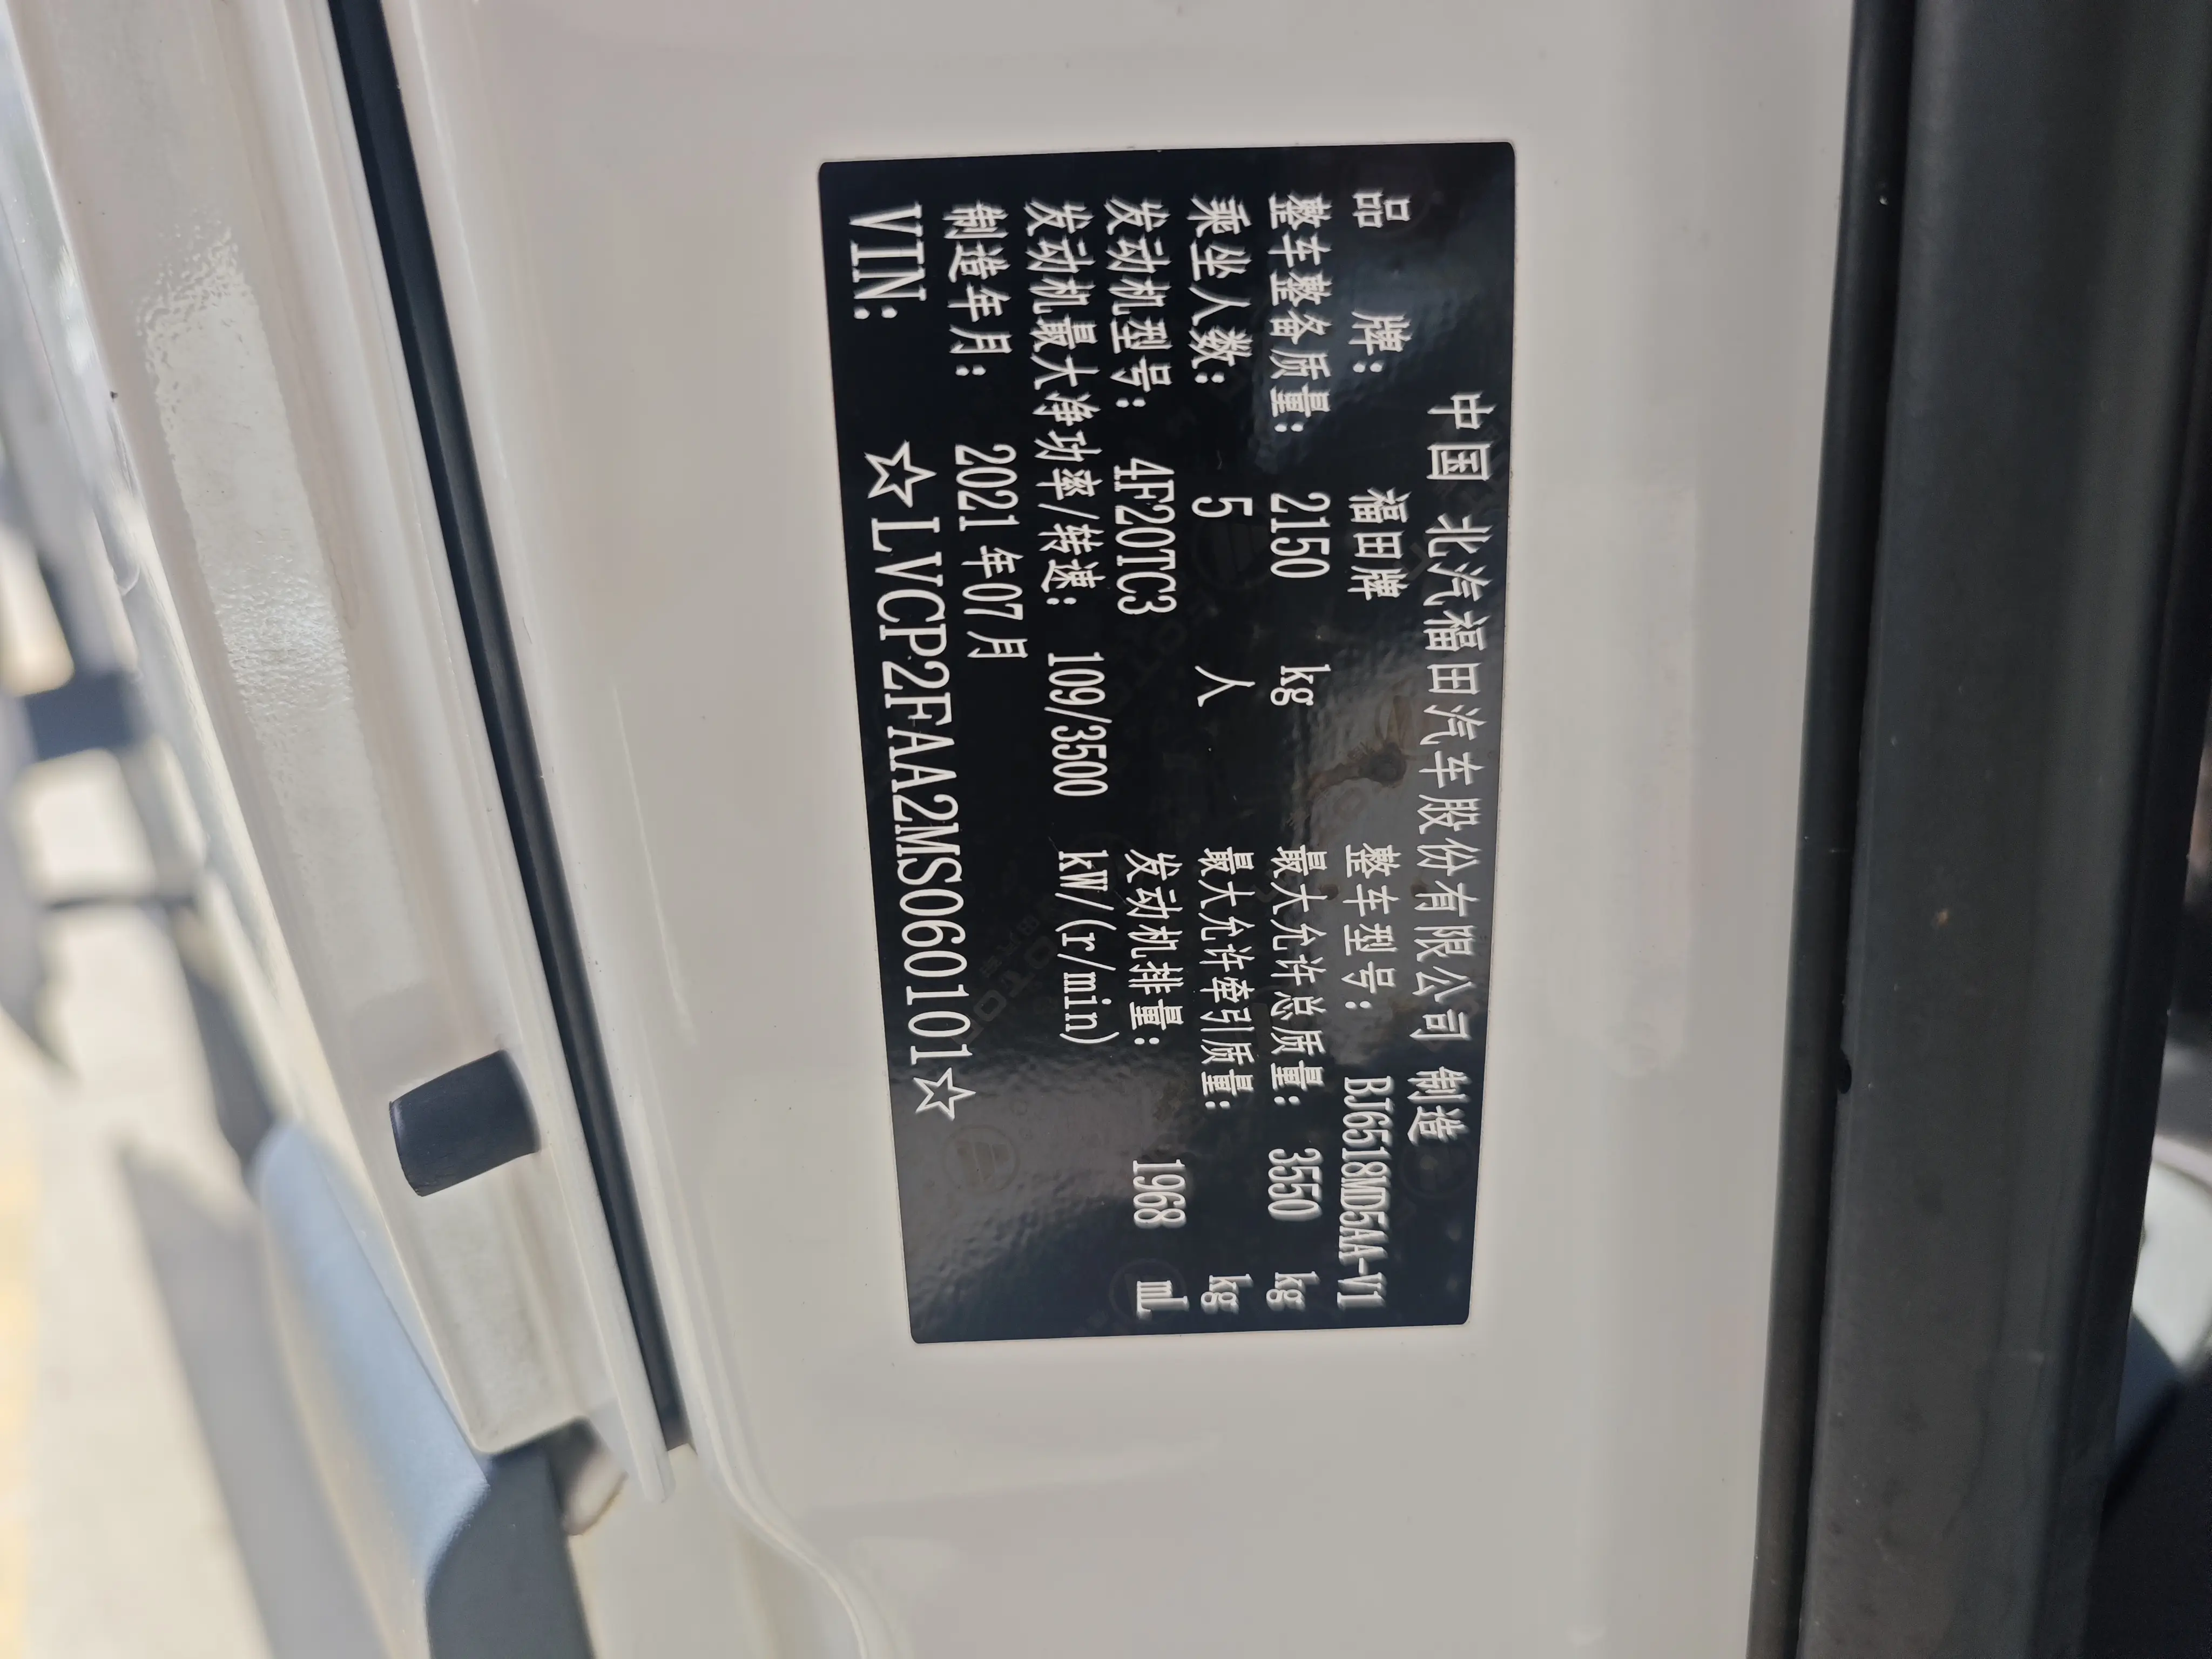 中国 北汽福田汽车股份有限公司 制造
品 牌: 福田牌 整车型号: BJ6518MD5AA-V1
整车整备质量: 2150 kg 最大允许总质量: 3550 kg
乘坐人数: 5 人 最大允许牵引质量: kg
发动机型号: 4F20TC3 发动机排量: 1968 mL
发动机最大净功率/转速: 109/3500 kW/(r/min)
制造年月: 2021年07月
VIN: ☆LVCP2FAA2MS060101☆